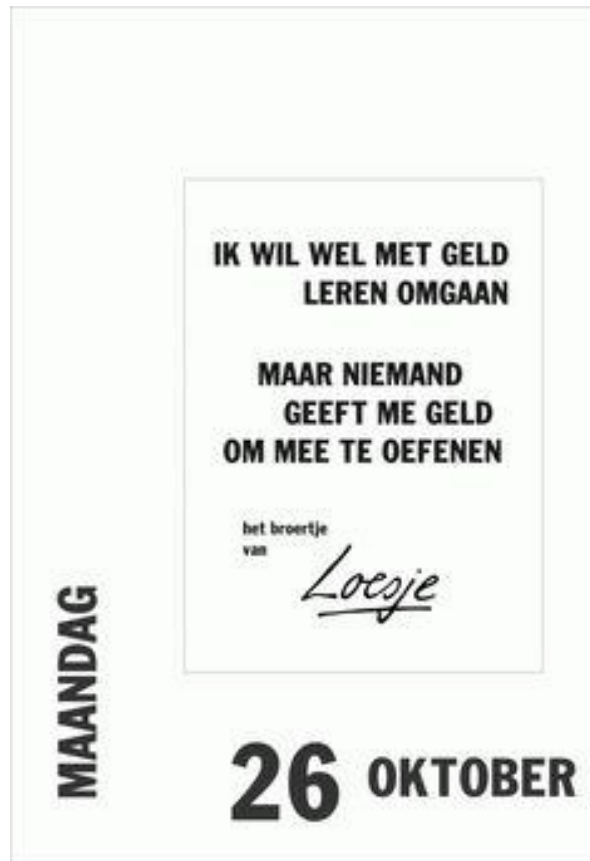 IK WIL WEL MET GELD
LEREN OMGAAN
MAAR NIEMAND
GEEFT ME GELD
OM MEE TE OEFENEN
het broertje
van
Loesje
MAANDAG
26 OKTOBER